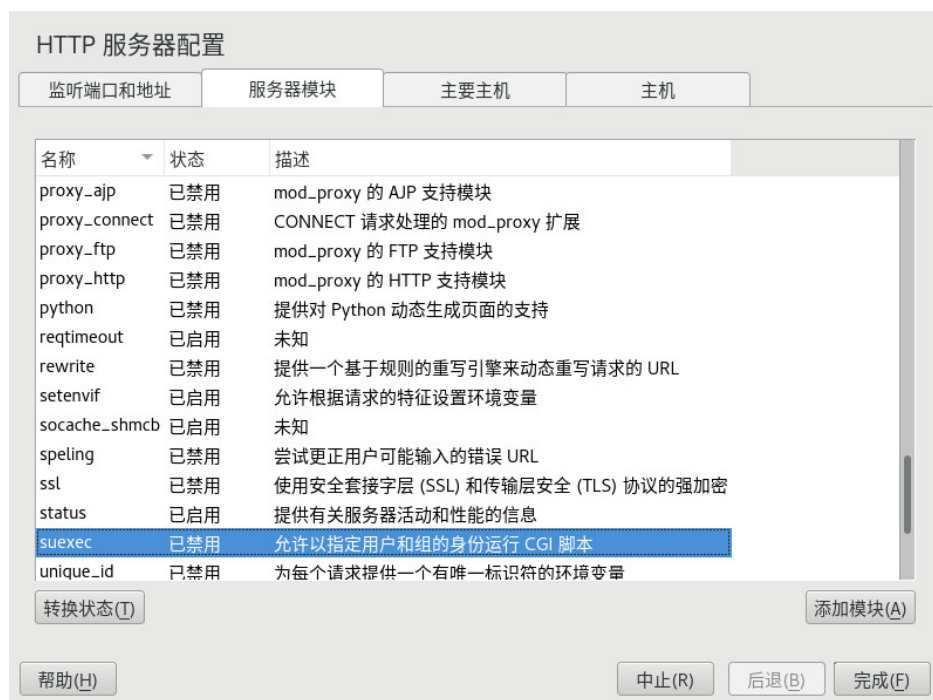 HTTP 服务器配置
监听端口和地址 服务器模块 主要主机 主机
名称 状态 描述
proxy_ajp 已禁用 mod_proxy 的 AJP 支持模块
proxy_connect 已禁用 CONNECT 请求处理的 mod_proxy 扩展
proxy_ftp 已禁用 mod_proxy 的 FTP 支持模块
proxy_http 已禁用 mod_proxy 的 HTTP 支持模块
python 已禁用 提供对 Python 动态生成页面的支持
reqtimeout 已启用 未知
rewrite 已禁用 提供一个基于规则的重写引擎来动态重写请求的 URL
setenvif 已启用 允许根据请求的特征设置环境变量
socache_shmcb 已启用 未知
speling 已禁用 尝试更正用户可能输入的错误 URL
ssl 已禁用 使用安全套接字层 (SSL) 和传输层安全 (TLS) 协议的强加密
status 已启用 提供有关服务器活动和性能的信息
suexec 已禁用 允许以指定用户和组的身份运行 CGI 脚本
unique_id 已禁用 为每个请求提供一个有唯一标识符的环境变量
转换状态(T) 添加模块(A)
帮助(H) 中止(R) 后退(B) 完成(F)